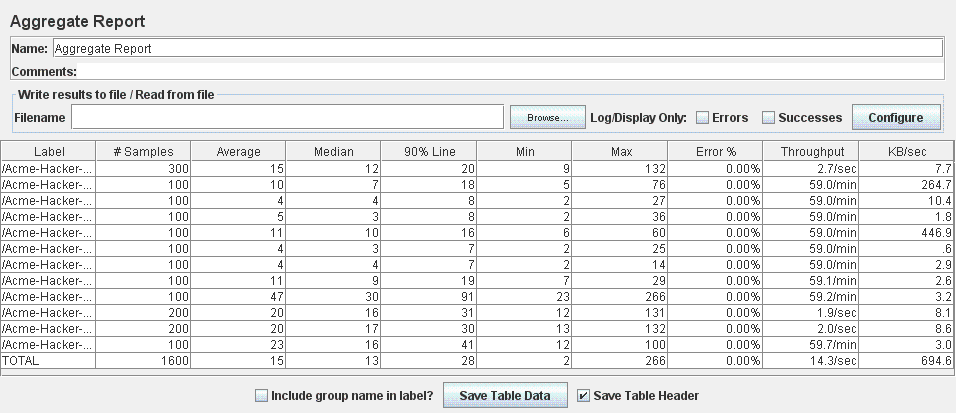 Aggregate Report
Name: Aggregate Report
Comments:
Write results to file / Read from file
Filename Browse... Log/Display Only: Errors Successes Configure
Label # Samples Average Median 90% Line Min Max Error % Throughput KB/sec
/Acme-Hacker-... 300 15 12 20 9 132 0.00% 2.7/sec 7.7
/Acme-Hacker-... 100 10 7 18 5 76 0.00% 59.0/min 264.7
/Acme-Hacker-... 100 4 4 8 2 27 0.00% 59.0/min 10.4
/Acme-Hacker-... 100 5 3 8 2 36 0.00% 59.0/min 1.8
/Acme-Hacker-... 100 11 10 16 6 60 0.00% 59.0/min 446.9
/Acme-Hacker-... 100 4 3 7 2 25 0.00% 59.0/min .6
/Acme-Hacker-... 100 4 4 7 2 14 0.00% 59.0/min 2.9
/Acme-Hacker-... 100 11 9 19 7 29 0.00% 59.1/min 2.6
/Acme-Hacker-... 100 47 30 91 23 266 0.00% 59.2/min 3.2
/Acme-Hacker-... 200 20 16 31 12 131 0.00% 1.9/sec 8.1
/Acme-Hacker-... 200 20 17 30 13 132 0.00% 2.0/sec 8.6
/Acme-Hacker-... 100 23 16 41 12 100 0.00% 59.7/min 3.0
TOTAL 1600 15 13 28 2 266 0.00% 14.3/sec 694.6
Include group name in label? Save Table Data Save Table Header